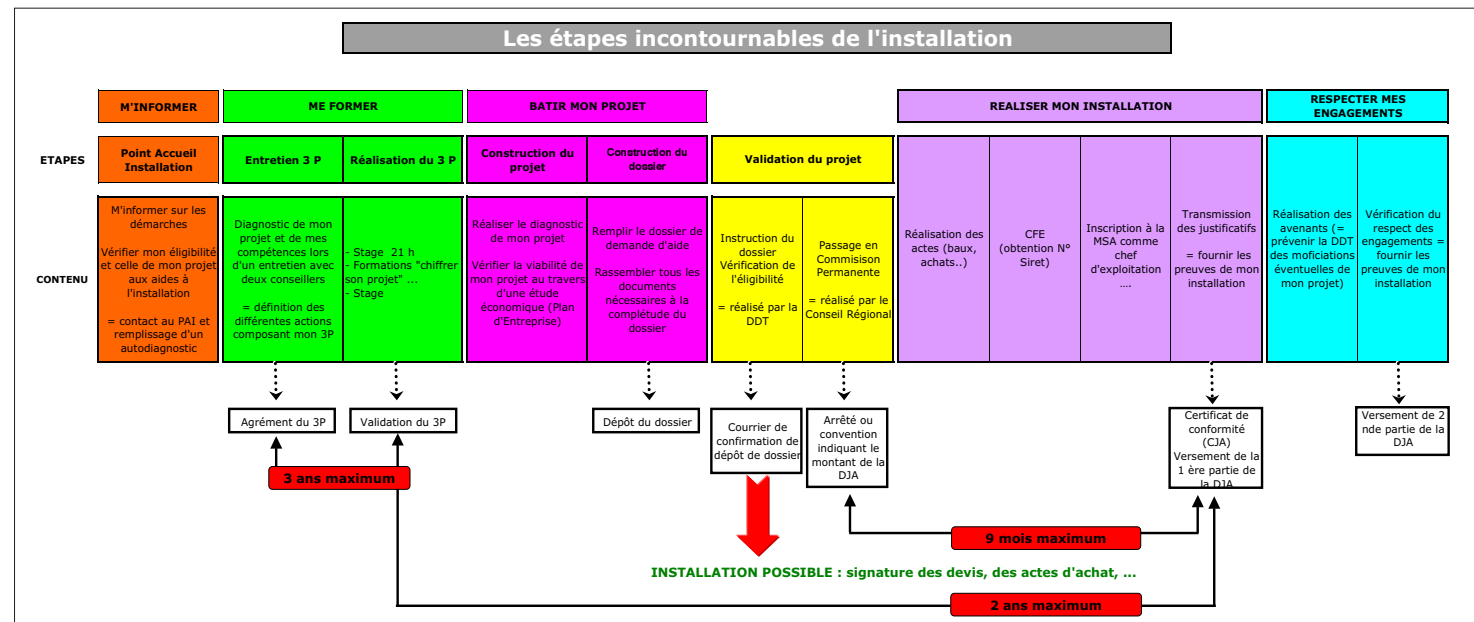 Les étapes incontournables de l'installation
M'INFORMER
ME FORMER
BATIR MON PROJET
REALISER MON INSTALLATION
RESPECTER MES
ENGAGEMENTS
ETAPES
Point Accueil
Installation
Entretien 3 P
Réalisation du 3 P
Construction du
projet
Construction du
dossier
Validation du projet
CONTENU
M'informer sur les
démarches
Vérifier mon éligibilité
et celle de mon projet
aux aides à
l'installation
= contact au PAI et
remplissage d'un
autodiagnostic
Diagnostic de mon
projet et de mes
compétences lors
d'un entretien avec
deux conseillers
= définition des
différentes actions
composant mon 3P
- Stage 21 h
- Formations "chiffrer
son projet" ...
- Stage
Réaliser le diagnostic
de mon projet
Vérifier la viabilité de
mon projet au travers
d'une étude
économique (Plan
d'Entreprise)
Remplir le dossier de
demande d'aide
Rassembler tous les
documents
nécessaires à la
complétude du
dossier
Instruction du
dossier
Vérification de
l'éligibilité
= réalisé par la
DDT
Passage en
Commisison
Permanente
= réalisé par le
Conseil Régional
Réalisation des
actes (baux,
achats..)
CFE
(obtention N°
Siret)
Inscription à la
MSA comme
chef
d'exploitation
....
Transmission
des justificatifs
= fournir les
preuves de mon
installation
Réalisation des
avenants (=
prévenir la DDT
des moficiations
éventuelles de
mon projet)
Vérification du
respect des
engagements =
fournir les
preuves de mon
installation
Agrément du 3P
Validation du 3P
Dépôt du dossier
Courrier de
confirmation de
dépôt de dossier
Arrêté ou
convention
indiquant le
montant de la
DJA
Certificat de
conformité
(CJA)
Versement de la
1 ère partie de
la DJA
Versement de 2
nde partie de la
DJA
3 ans maximum
9 mois maximum
INSTALLATION POSSIBLE : signature des devis, des actes d'achat, ...
2 ans maximum